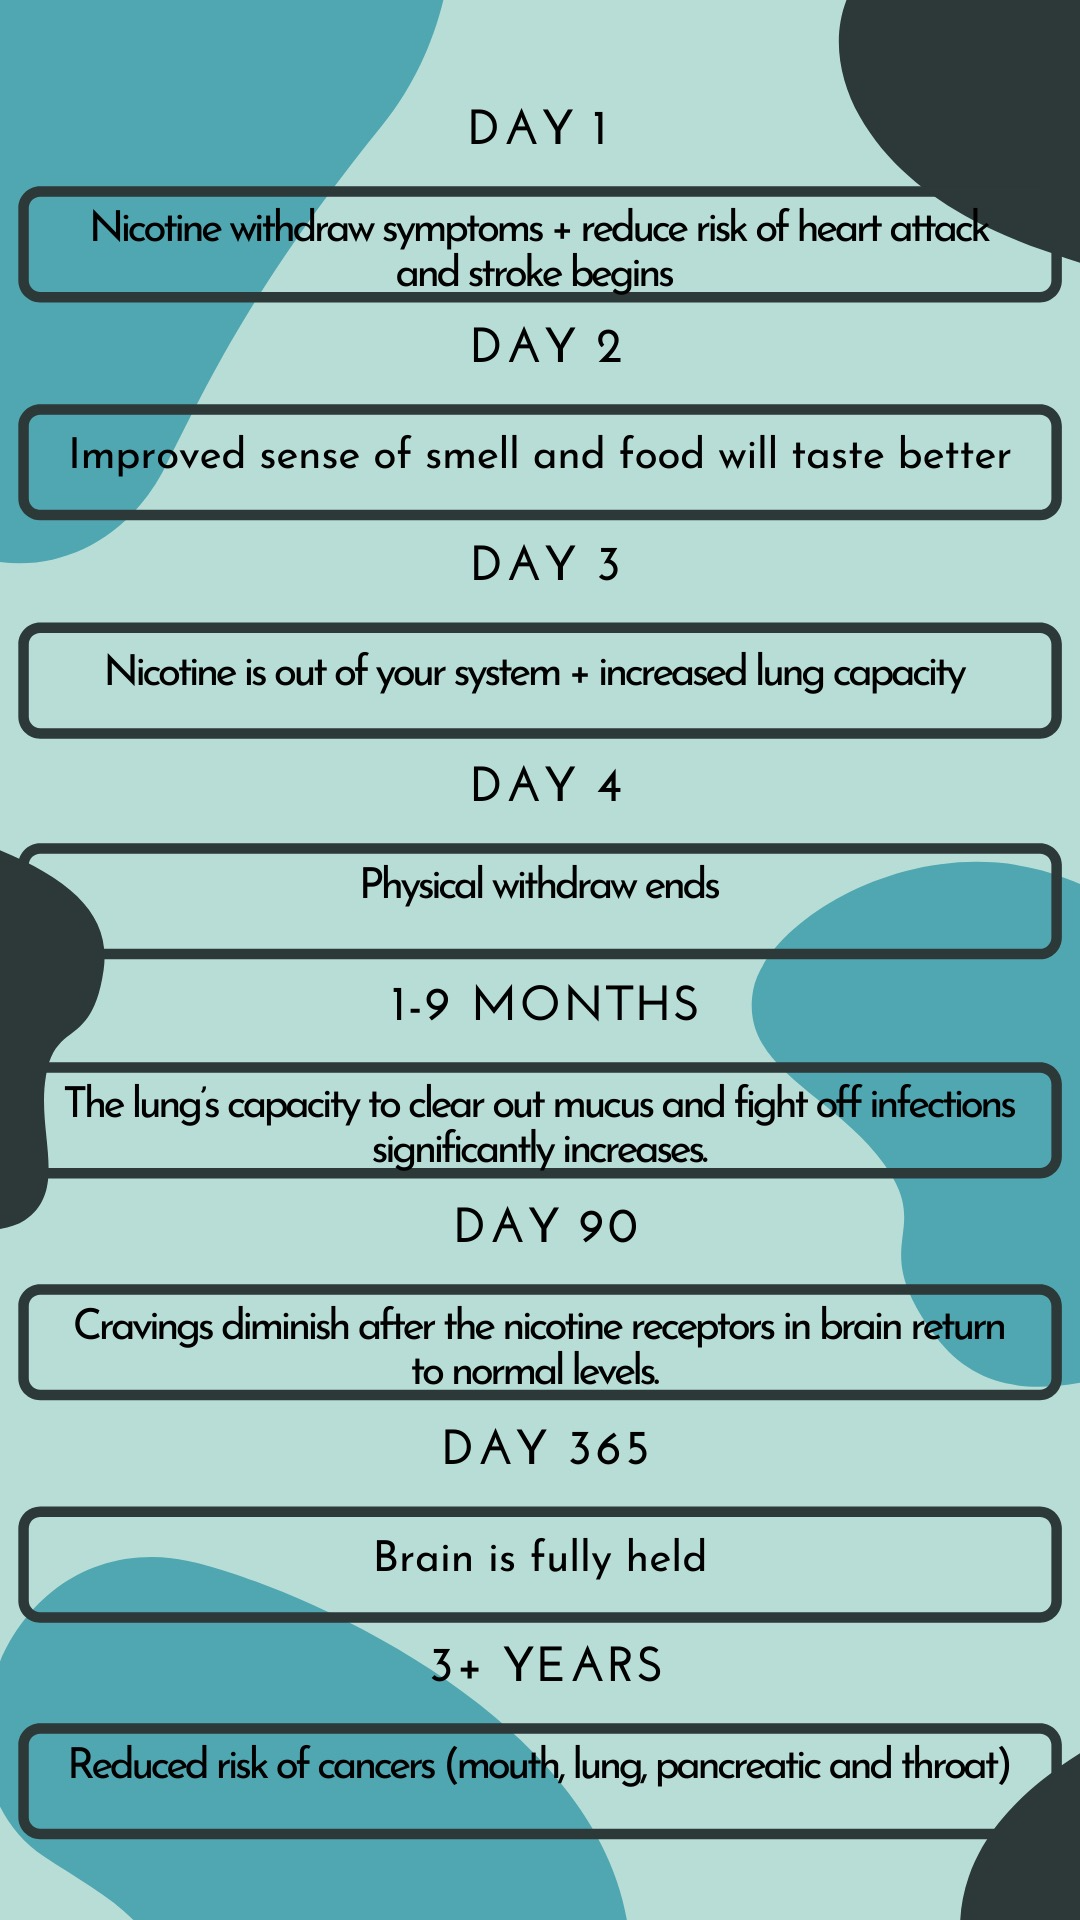 DAY 1
Nicotine withdraw symptoms + reduce risk of heart attack
and stroke begins
DAY 2
Improved sense of smell and food will taste better
DAY 3
Nicotine is out of your system + increased lung capacity
DAY 4
Physical withdraw ends
1-9 MONTHS
The lung's capacity to clear out mucus and fight off infections
significantly increases.
DAY 90
Cravings diminish after the nicotine receptors in brain return
to normal levels.
DAY 365
Brain is fully held
3+ YEARS
Reduced risk of cancers (mouth, lung, pancreatic and throat)